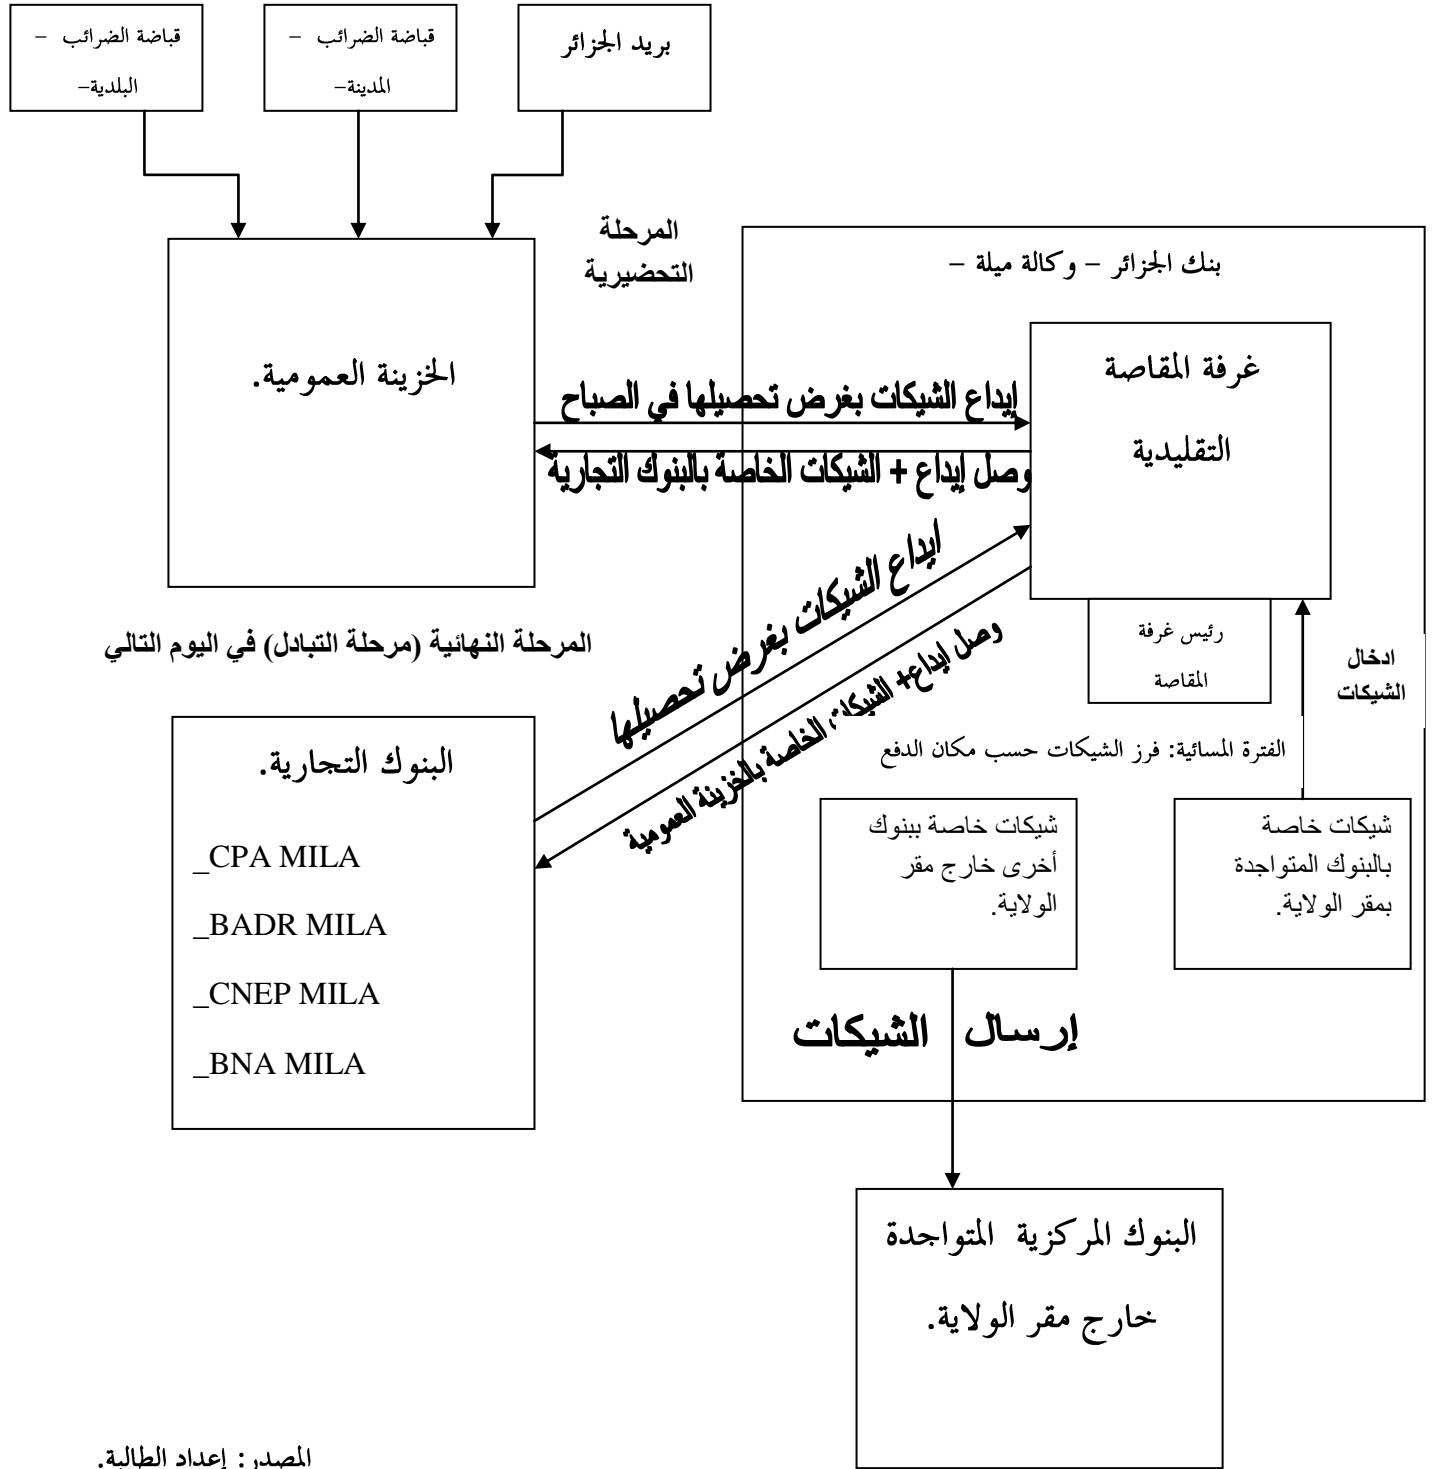 بريد الجزائر
قباضة الضرائب –
المدينة–
قباضة الضرائب –
البلدية–
المرحلة
التحضيرية
بنك الجزائر – وكالة ميلة –
الخزينة العمومية.
غرفة المقاصة
التقليدية
إيداع الشيكات بغرض تحصيلها في الصباح
وصل إيداع + الشيكات الخاصة بالبنوك التجارية
ايداع الشيكات بغرض تحصيلها
وصل إيداع+ الشيكات الخاصة بالخزينة العمومية
رئيس غرفة
المقاصة
ادخال
الشيكات
المرحلة النهائية (مرحلة التبادل) في اليوم التالي
الفترة المسائية: فرز الشيكات حسب مكان الدفع
شيكات خاصة
بالبنوك المتواجدة
بمقر الولاية.
شيكات خاصة ببنوك
أخرى خارج مقر
الولاية.
البنوك التجارية.
_CPA MILA
_BADR MILA
_CNEP MILA
_BNA MILA
إرسال الشيكات
البنوك المركزية المتواجدة
خارج مقر الولاية.
المصدر: إعداد الطالبة.